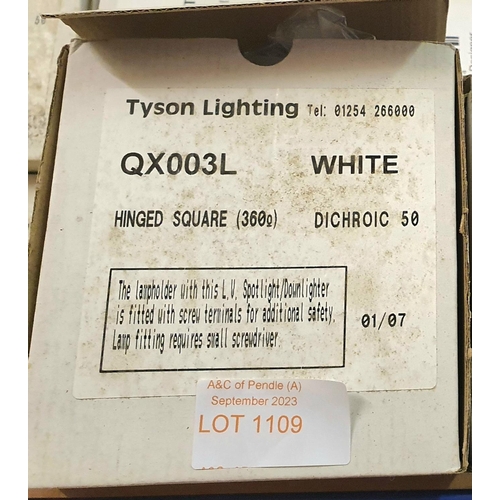 Tyson Lighting Tel: 01254 266000
QX003L WHITE
HINGED SQUARE (360º) DICHROIC 50
The lampholder with this L.V. Spotlight/Downlighter
is fitted with screw terminals for additional safety.
Lamp fitting requires small screwdriver.
01/07
A&C of Pendle (A)
September 2023
LOT 1109